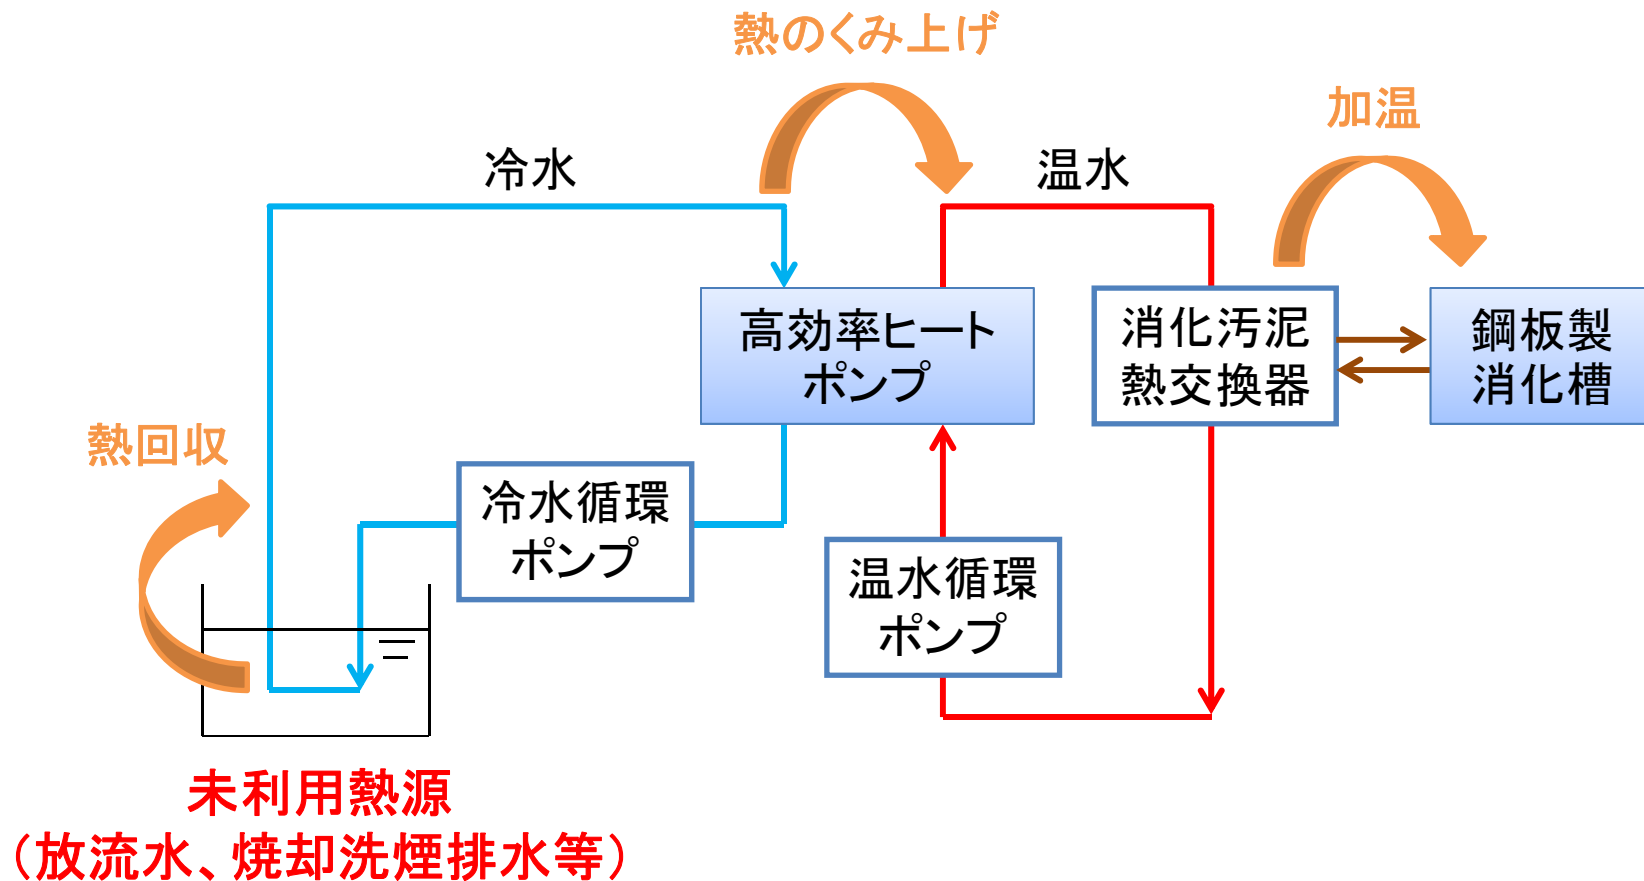 熱のくみ上げ
加温
冷水
温水
高効率ヒート
ポンプ
消化汚泥
熱交換器
鋼板製
消化槽
熱回収
冷水循環
ポンプ
温水循環
ポンプ
未利用熱源
（放流水、焼却洗煙排水等）